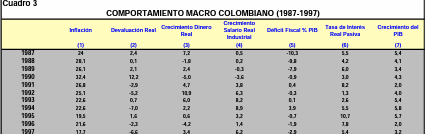 Cuadro 3
COMPORTAMIENTO MACRO COLOMBIANO (1987-1997)
Inflación Devaluación Real Crecimiento Dinero Real Crecimiento Salario Real Industrial Déficit Fiscal % PIB Tasa de Interés Real Pasiva Crecimiento del PIB
(1) (2) (3) (4) (5) (6) (7)
1987 24 2,4 7,2 0,5 -10,3 5,5 5,4
1988 28,1 0,1 -1,8 0,2 -0,8 4,2 4,1
1989 26,1 2,1 2,4 -0,3 -7,9 6,0 3,4
1990 32,4 12,2 -5,0 -3,6 -0,9 3,0 4,3
1991 26,8 -2,9 4,7 3,8 0,4 8,2 2,0
1992 25,1 -5,2 10,9 6,3 -0,3 1,3 4,0
1993 22,6 0,7 6,0 8,2 0,1 2,6 5,4
1994 22,6 -7,0 2,2 8,9 3,9 5,5 5,8
1995 19,5 1,6 0,6 3,2 -0,7 10,7 5,7
1996 21,6 -2,3 -4,2 1,4 -1,9 7,8 2,0
1997 17,7 -6,6 3,4 6,2 -2,9 5,4 3,2